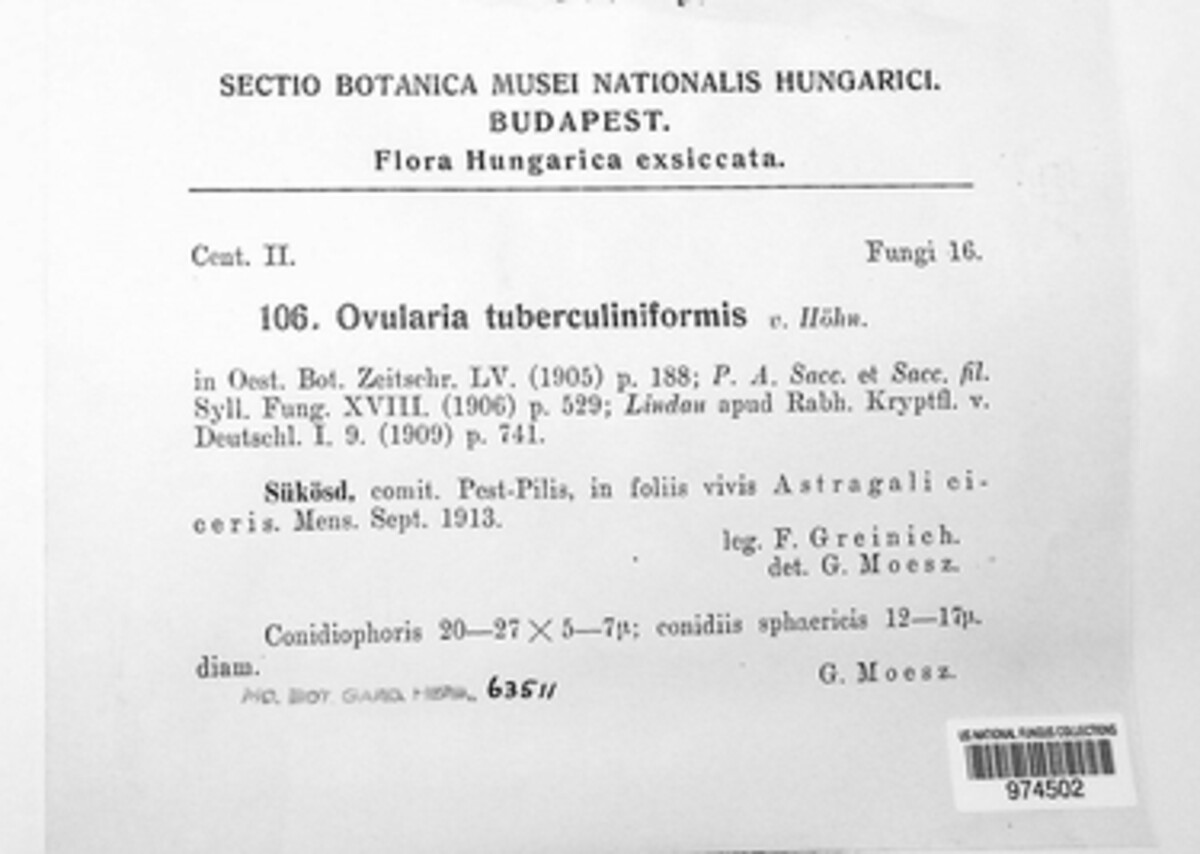 SECTIO BOTANICA MUSEI NATIONALIS HUNGARICI.
BUDAPEST.
Flora Hungarica exsiccata.
Cent. II. Fungi 16.
106. Ovularia tuberculiniformis v. Höhn.
in Oest. Bot. Zeitschr. LV. (1905) p. 188; P. A. Sacc. et Sacc. fil.
Syll. Fung. XVIII. (1906) p. 529; Lindau apud Rabh. Kryptfl. v.
Deutschl. I. 9. (1909) p. 741.
Sükösd, comit. Pest-Pilis, in foliis vivis Astragali ci-
ceris. Mens. Sept. 1913.
leg. F. Greinich.
det. G. Moesz.
Conidiophoris 20—27 × 5—7μ; conidiis sphaericis 12—17μ.
diam.
G. Moesz.
MO. BOT. GARD. HERB. 63511
US NATIONAL FUNGUS COLLECTIONS
974502